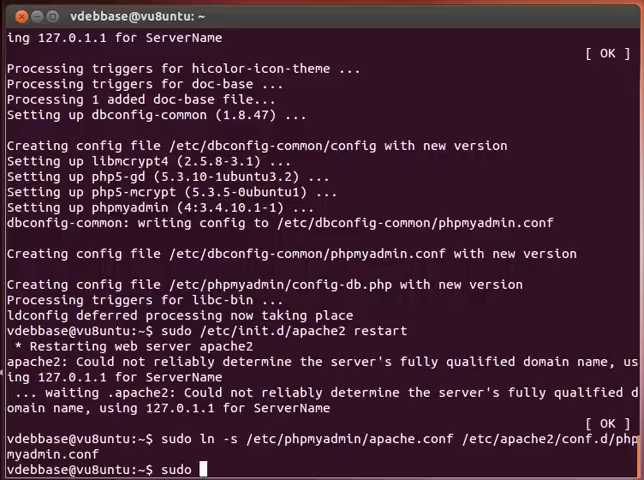 vdebbase@vu8untu: ~
ing 127.0.1.1 for ServerName
[ OK ]
Processing triggers for hicolor-icon-theme ...
Processing triggers for doc-base ...
Processing 1 added doc-base file...
Setting up dbconfig-common (1.8.47) ...
Creating config file /etc/dbconfig-common/config with new version
Setting up libmcrypt4 (2.5.8-3.1) ...
Setting up php5-gd (5.3.10-1ubuntu3.2) ...
Setting up php5-mcrypt (5.3.5-0ubuntu1) ...
Setting up phpmyadmin (4:3.4.10.1-1) ...
dbconfig-common: writing config to /etc/dbconfig-common/phpmyadmin.conf
Creating config file /etc/dbconfig-common/phpmyadmin.conf with new version
Creating config file /etc/phpmyadmin/config-db.php with new version
Processing triggers for libc-bin ...
ldconfig deferred processing now taking place
vdebbase@vu8untu:~$ sudo /etc/init.d/apache2 restart
* Restarting web server apache2
apache2: Could not reliably determine the server's fully qualified domain name, us
ing 127.0.1.1 for ServerName
... waiting .apache2: Could not reliably determine the server's fully qualified d
omain name, using 127.0.1.1 for ServerName
[ OK ]
vdebbase@vu8untu:~$ sudo ln -s /etc/phpmyadmin/apache.conf /etc/apache2/conf.d/php
myadmin.conf
vdebbase@vu8untu:~$ sudo